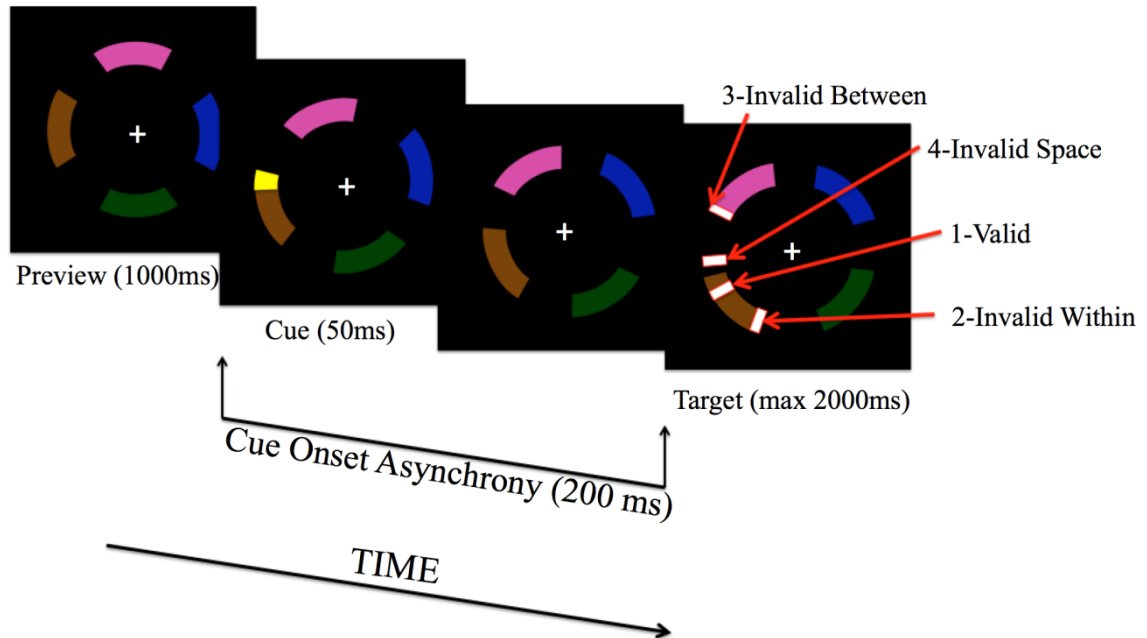 3-Invalid Between
4-Invalid Space
1-Valid
2-Invalid Within
Preview (1000ms)
Cue (50ms)
Target (max 2000ms)
Cue Onset Asynchrony (200 ms)
TIME